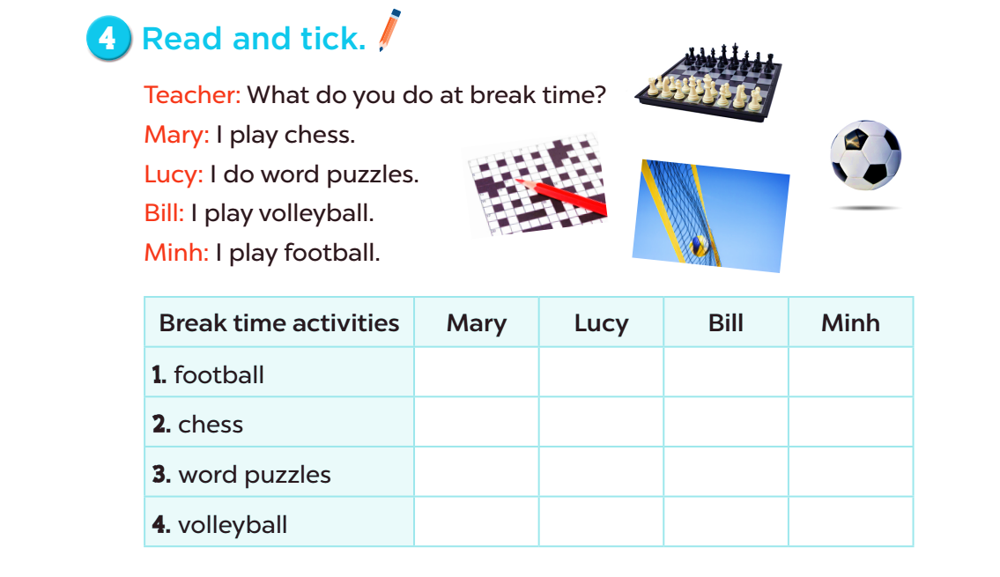 4 Read and tick.
Teacher: What do you do at break time?
Mary: I play chess.
Lucy: I do word puzzles.
Bill: I play volleyball.
Minh: I play football.
Break time activities Mary Lucy Bill Minh
1. football
2. chess
3. word puzzles
4. volleyball